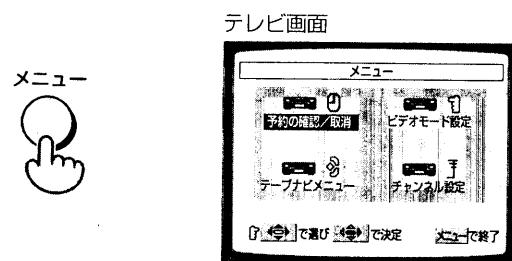 テレビ画面
メニュー
メニュー
予約の確認/取消
ビデオモード設定
テープナビメニュー
チャンネル設定
で選び で決定 メニューで終了